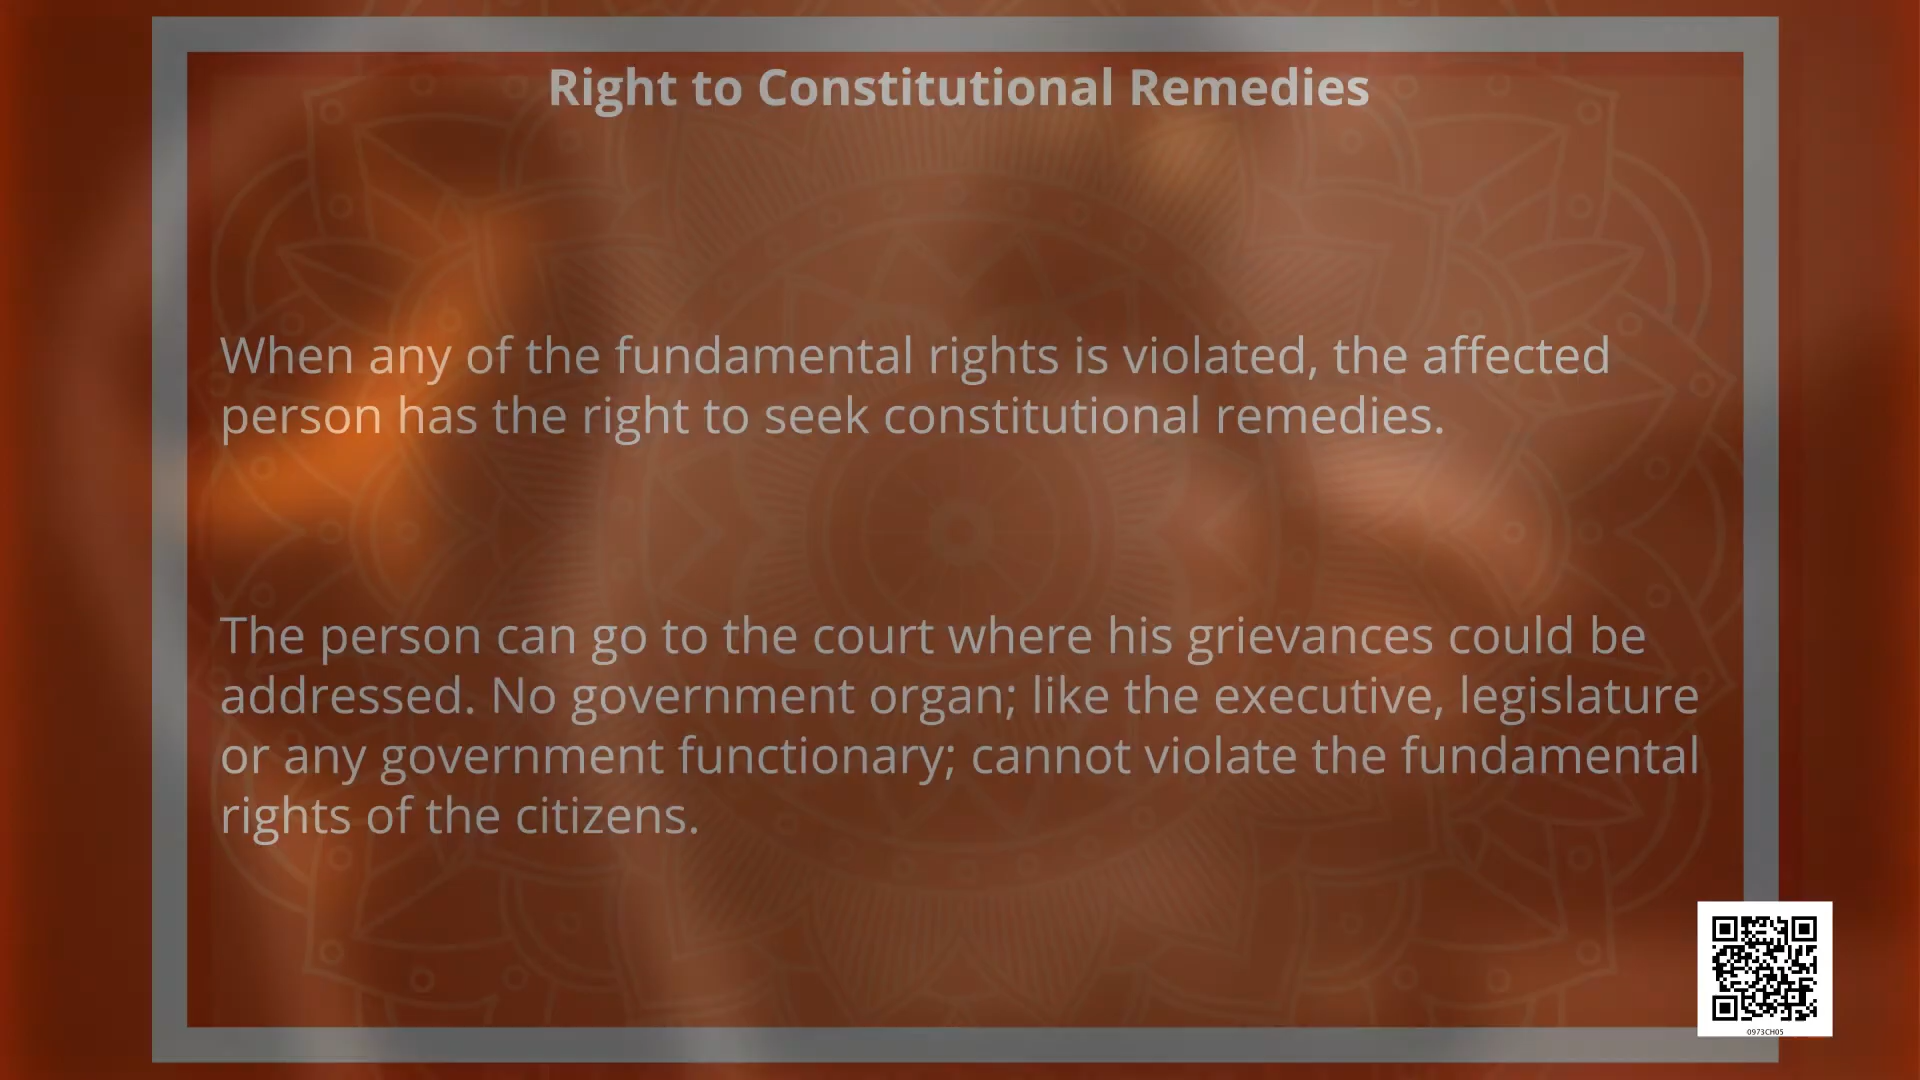 Right to Constitutional Remedies
When any of the fundamental rights is violated, the affected
person has the right to seek constitutional remedies.
The person can go to the court where his grievances could be
addressed. No government organ; like the executive, legislature
or any government functionary; cannot violate the fundamental
rights of the citizens.
0973CH05